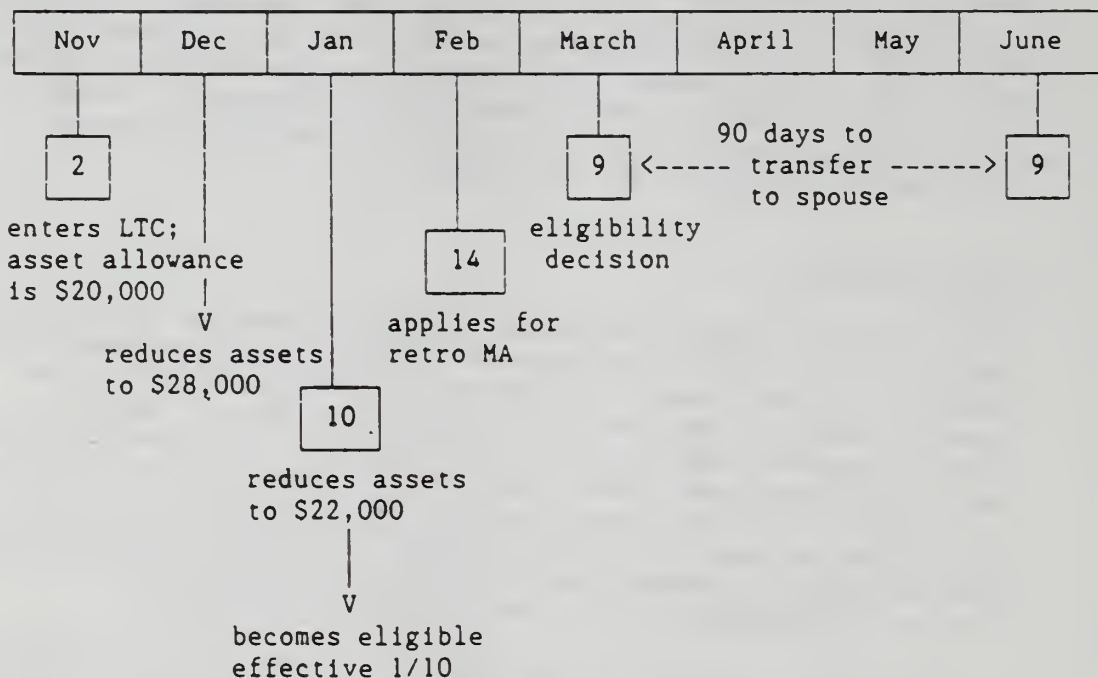 Nov Dec Jan Feb March April May June
2
enters LTC;
asset allowance
is $20,000
V
reduces assets
to $28,000
10
reduces assets
to $22,000
V
becomes eligible
effective 1/10
14
applies for
retro MA
9
eligibility
decision
90 days to
<----- transfer ------>
to spouse
9